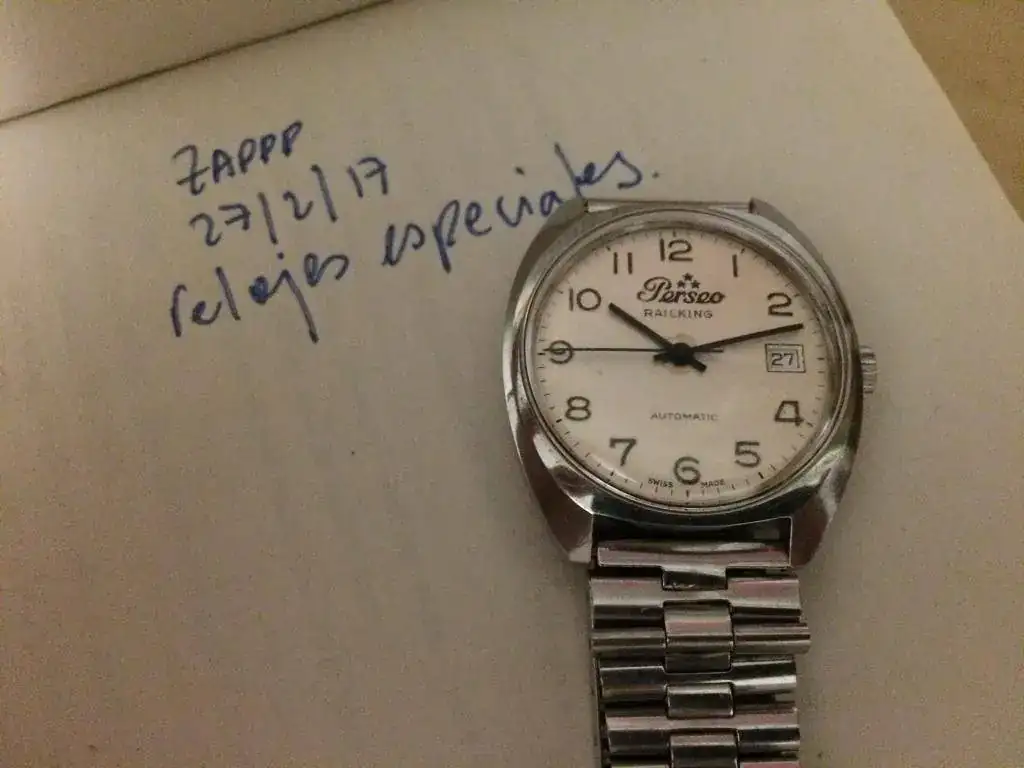 ZAPPP
27/2/17
relojes especiales.
12
11 1
10 2
Perseo
RAILKING
9 27
8 4
AUTOMATIC
7 5
6
SWISS MADE